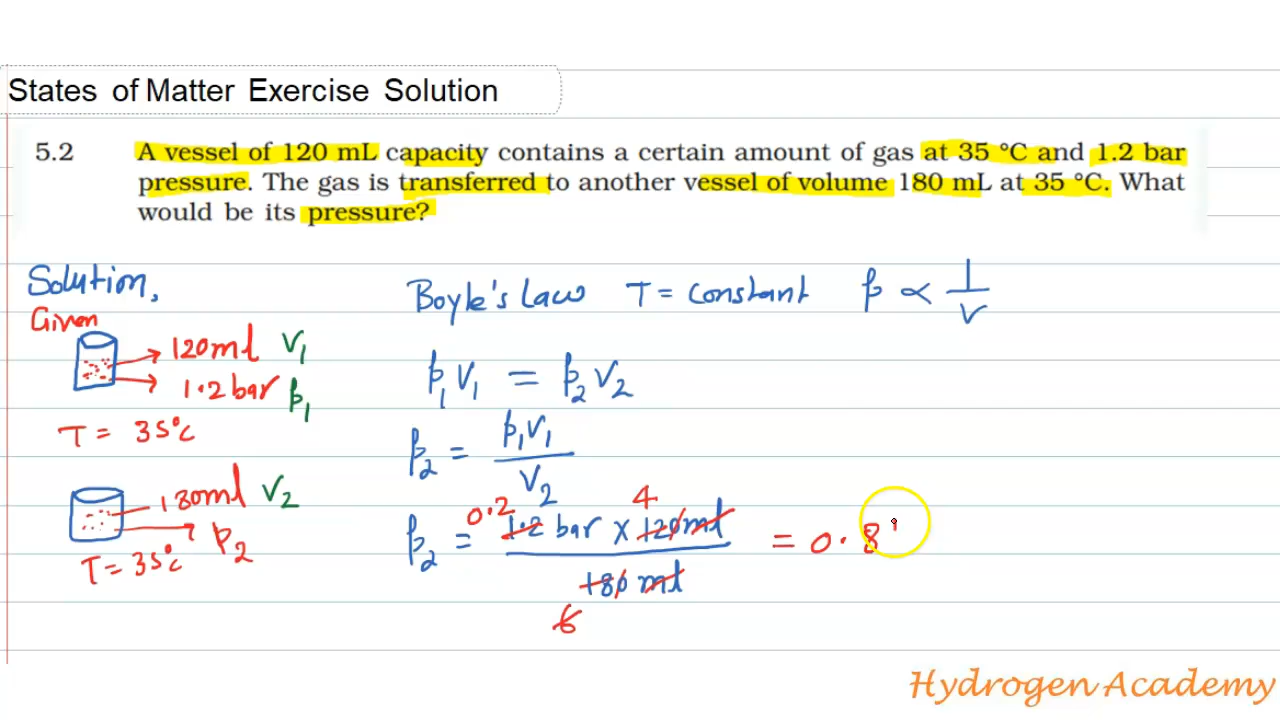 States of Matter Exercise Solution
5.2 A vessel of 120 mL capacity contains a certain amount of gas at 35 °C and 1.2 bar
pressure. The gas is transferred to another vessel of volume 180 mL at 35 °C. What
would be its pressure?
Solution,
Given
120ml V₁
1.2 bar p₁
T = 35°C
180ml V₂
p₂
T = 35°C
Boyle's Law T = constant p ∝ 1/V
p₁V₁ = p₂V₂
p₂ = p₁V₁ / V₂
0.2 4
p₂ = 1.2 bar × 120ml / 180 ml = 0.8
6
Hydrogen Academy